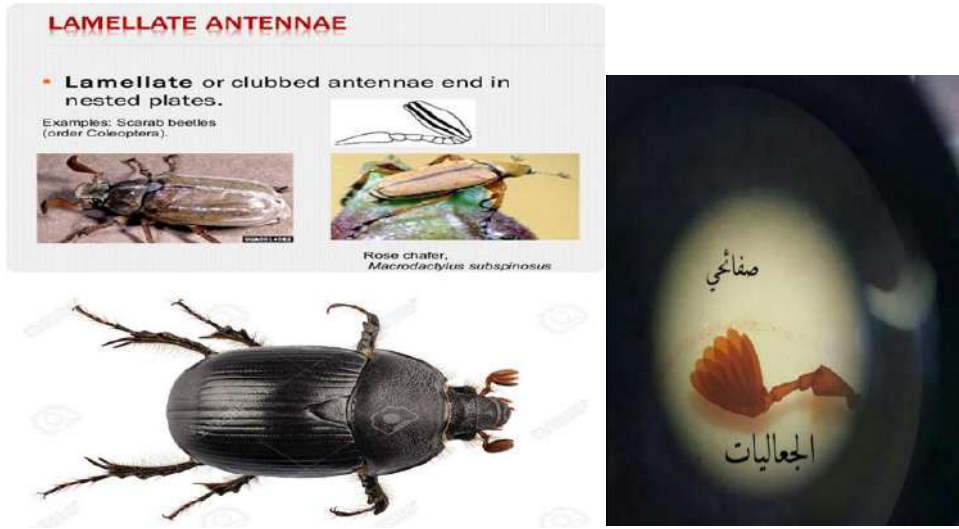 LAMELLATE ANTENNAE
Lamellate or clubbed antennae end in
nested plates.
Examples: Scarab beetles
(order Coleoptera).
Rose chafer,
Macrodactylus subspinosus
صفائحي
الجعاليات